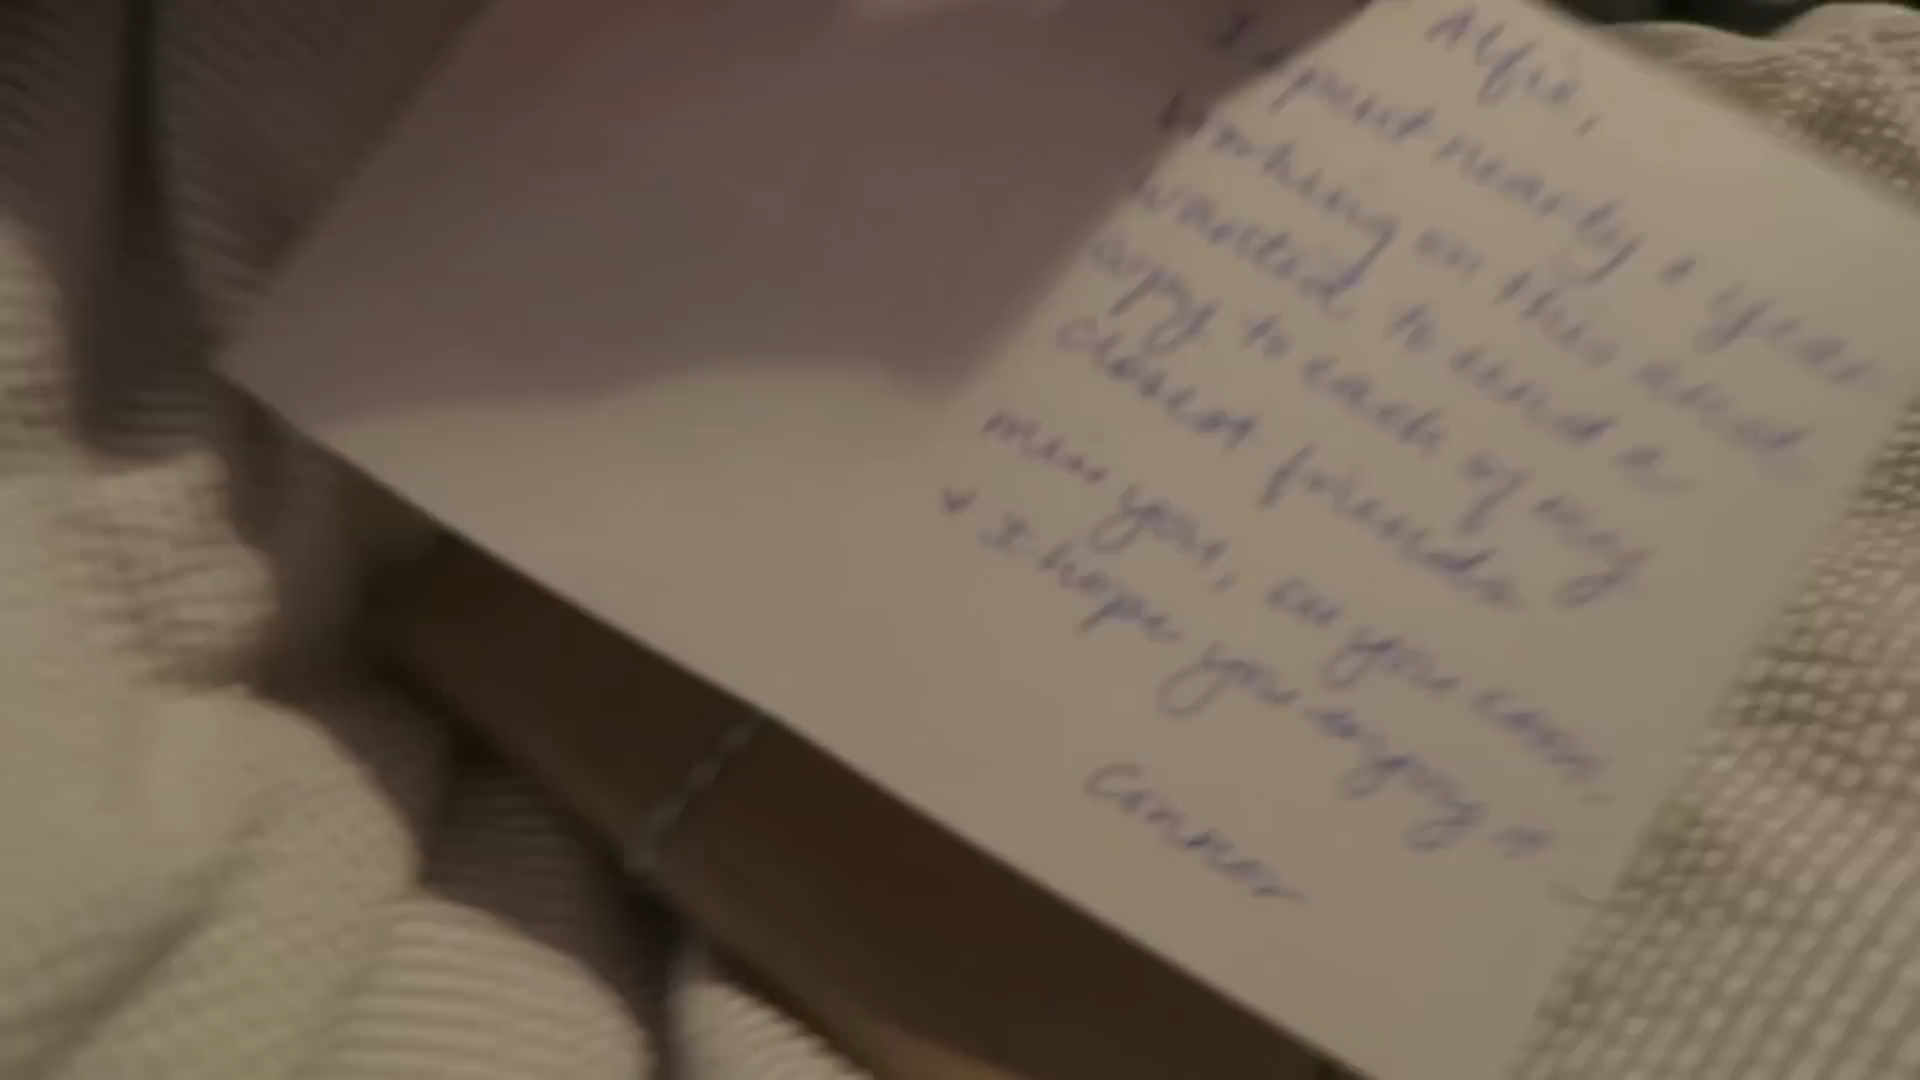 Alfie,
spent nearly a year
working on this and
wanted to send a
copy to each of my
closest friends.
miss you, see you soon,
& I hope you enjoy it
Connor